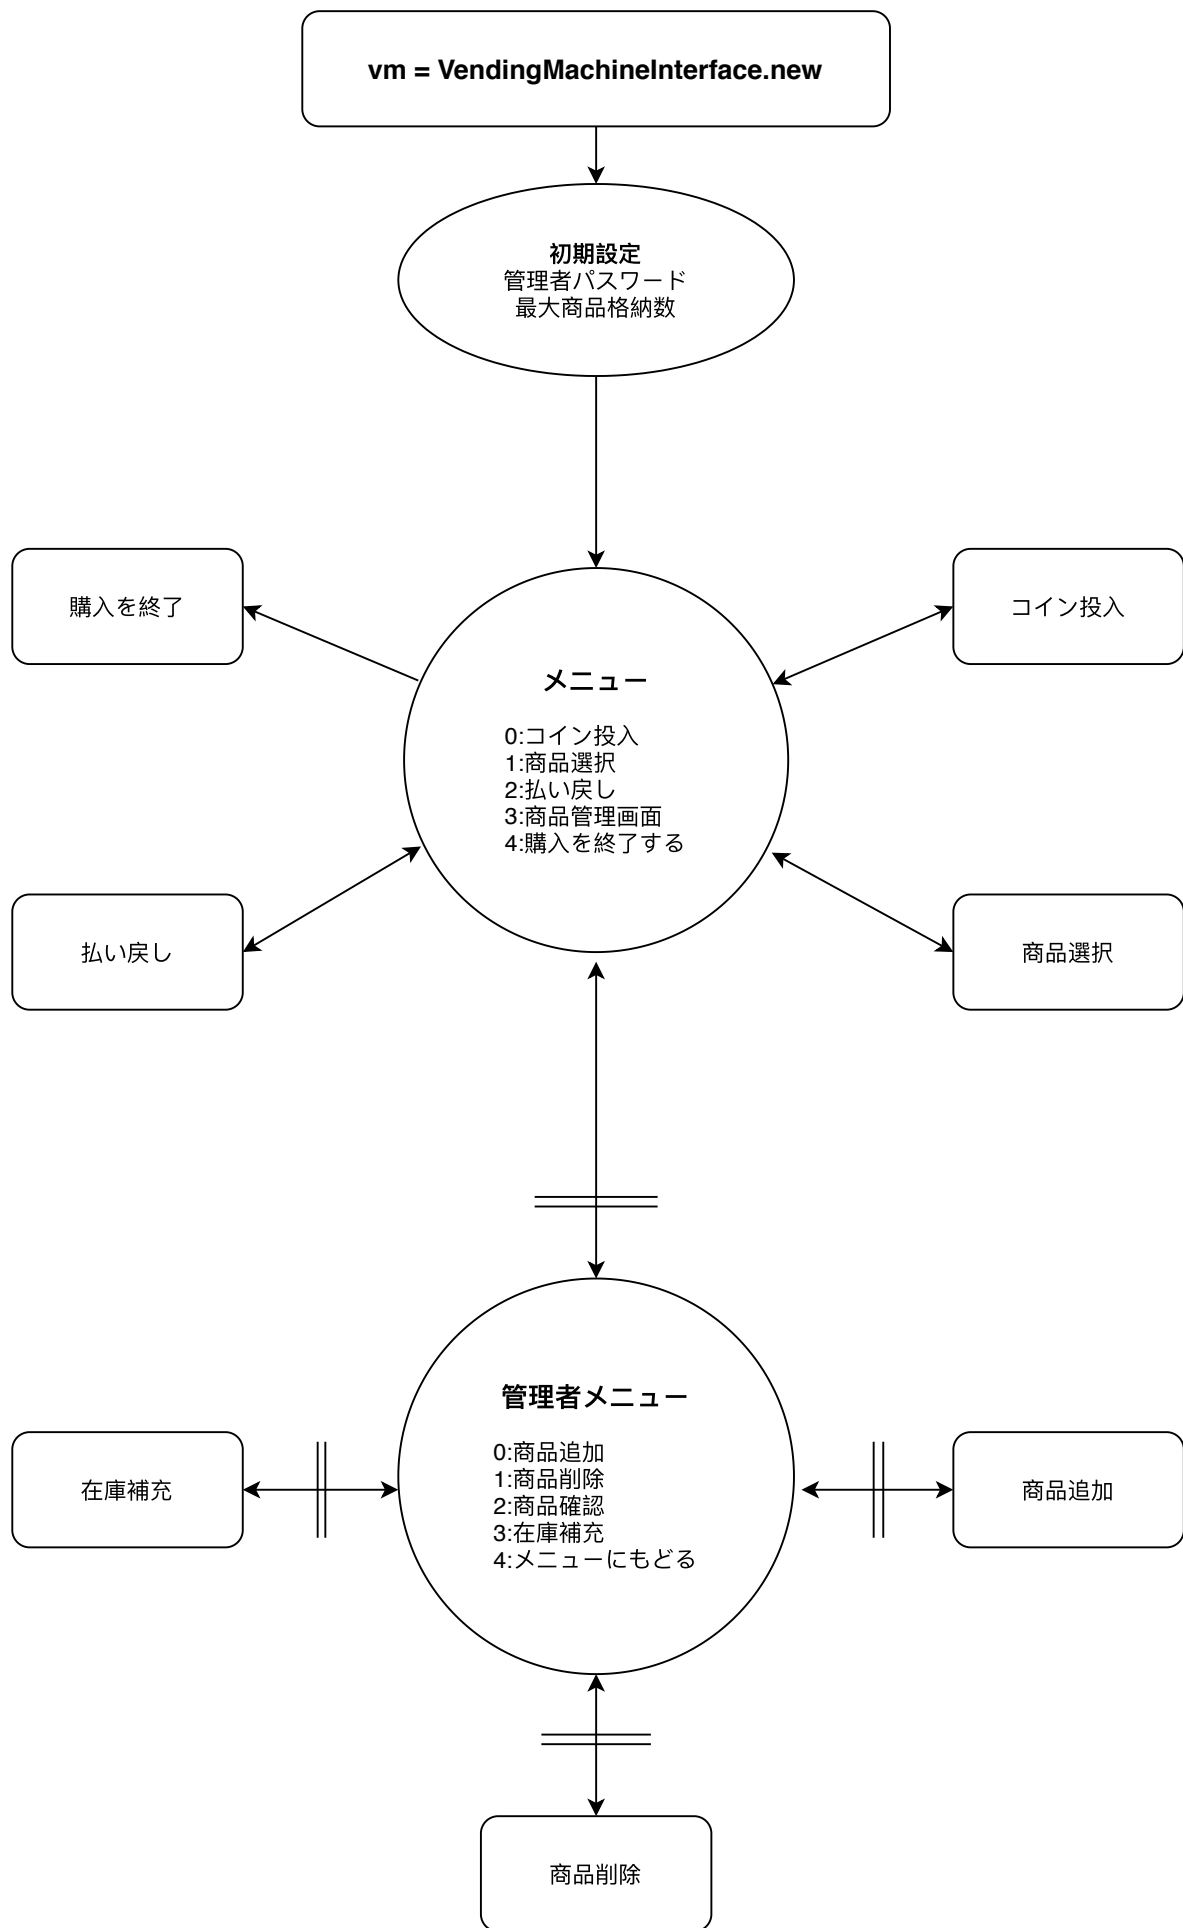 vm = VendingMachineInterface.new
初期設定
管理者パスワード
最大商品格納数
購入を終了
コイン投入
メニュー
0:コイン投入
1:商品選択
2:払い戻し
3:商品管理画面
4:購入を終了する
払い戻し
商品選択
管理者メニュー
0:商品追加
1:商品削除
2:商品確認
3:在庫補充
4:メニューにもどる
在庫補充
商品追加
商品削除